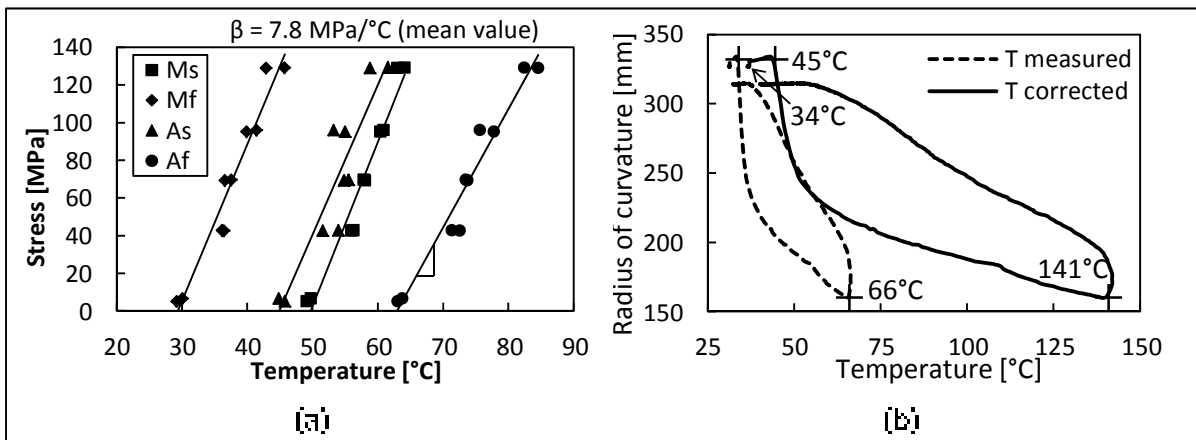 β = 7.8 MPa/°C (mean value)
Stress [MPa]
140
120
100
80
60
40
20
0
Ms
Mf
As
Af
20 30 40 50 60 70 80 90
Temperature [°C]
(a)
Radius of curvature [mm]
350
300
250
200
150
45°C
34°C
T measured
T corrected
141°C
66°C
25 50 75 100 125 150
Temperature [°C]
(b)